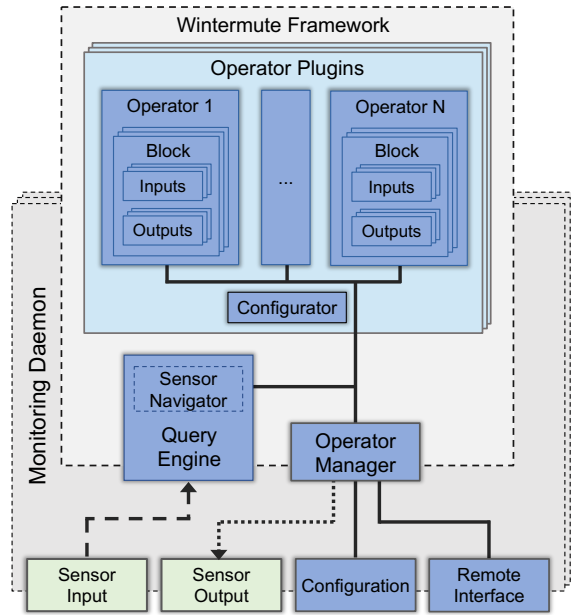 Wintermute Framework
Operator Plugins
Operator 1
Block
Inputs
Outputs
...
Operator N
Block
Inputs
Outputs
Configurator
Monitoring Daemon
Sensor
Navigator
Query
Engine
Operator
Manager
Sensor
Input
Sensor
Output
Configuration
Remote
Interface